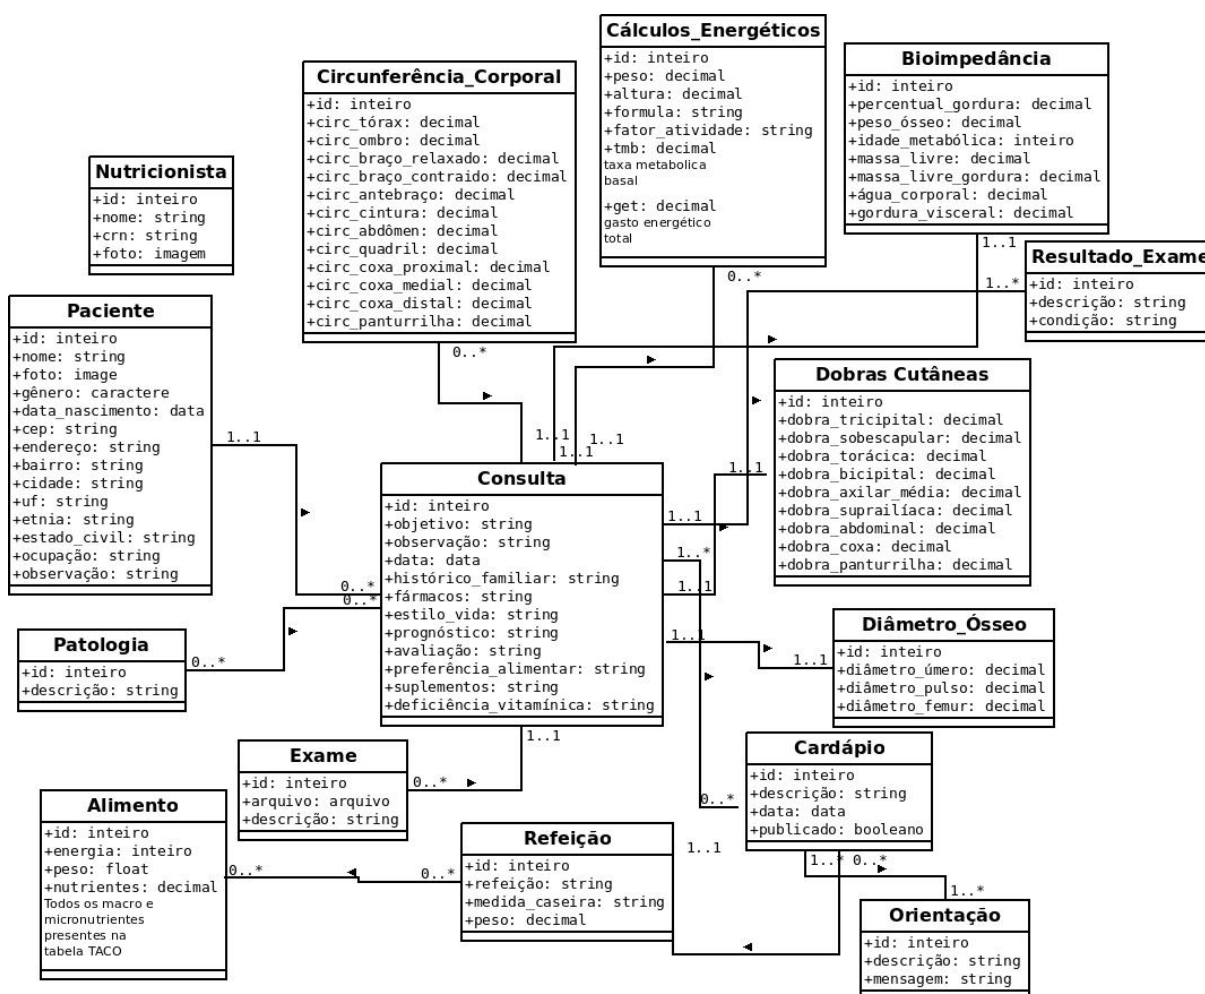 Nutricionista
+id: inteiro
+nome: string
+crn: string
+foto: imagem
Circunferência_Corporal
+id: inteiro
+circ_tórax: decimal
+circ_ombro: decimal
+circ_braço_relaxado: decimal
+circ_braço_contraido: decimal
+circ_antebraço: decimal
+circ_cintura: decimal
+circ_abdômen: decimal
+circ_quadril: decimal
+circ_coxa_proximal: decimal
+circ_coxa_medial: decimal
+circ_coxa_distal: decimal
+circ_panturrilha: decimal
0..*
Cálculos_Energéticos
+id: inteiro
+peso: decimal
+altura: decimal
+formula: string
+fator_atividade: string
+tmb: decimal
taxa metabolica
basal
+get: decimal
gasto energético
total
0..*
Bioimpedância
+id: inteiro
+percentual_gordura: decimal
+peso_ósseo: decimal
+idade_metabólica: inteiro
+massa_livre: decimal
+massa_livre_gordura: decimal
+água_corporal: decimal
+gordura_visceral: decimal
1..1
Resultado_Exame
+id: inteiro
+descrição: string
+condição: string
1..*
Paciente
+id: inteiro
+nome: string
+foto: image
+gênero: caractere
+data_nascimento: data
+cep: string
+endereço: string
+bairro: string
+cidade: string
+uf: string
+etnia: string
+estado_civil: string
+ocupação: string
+observação: string
1..1
0..*
0..*
Dobras Cutâneas
+id: inteiro
+dobra_tricipital: decimal
+dobra_sobescapular: decimal
+dobra_torácica: decimal
+dobra_bicipital: decimal
+dobra_axilar_média: decimal
+dobra_suprailíaca: decimal
+dobra_abdominal: decimal
+dobra_coxa: decimal
+dobra_panturrilha: decimal
1..1
1..1
1..1
1..1
Consulta
+id: inteiro
+objetivo: string
+observação: string
+data: data
+histórico_familiar: string
+fármacos: string
+estilo_vida: string
+prognóstico: string
+avaliação: string
+preferência_alimentar: string
+suplementos: string
+deficiência_vitamínica: string
1..1
1..*
1..1
1..1
1..1
Patologia
+id: inteiro
+descrição: string
0..*
Diâmetro_Ósseo
+id: inteiro
+diâmetro_úmero: decimal
+diâmetro_pulso: decimal
+diâmetro_femur: decimal
1..1
Exame
+id: inteiro
+arquivo: arquivo
+descrição: string
0..*
Cardápio
+id: inteiro
+descrição: string
+data: data
+publicado: booleano
0..*
1..*
0..*
Alimento
+id: inteiro
+energia: inteiro
+peso: float
+nutrientes: decimal
Todos os macro e
micronutrientes
presentes na
tabela TACO
0..*
Refeição
+id: inteiro
+refeição: string
+medida_caseira: string
+peso: decimal
0..*
1..1
Orientação
+id: inteiro
+descrição: string
+mensagem: string
1..*